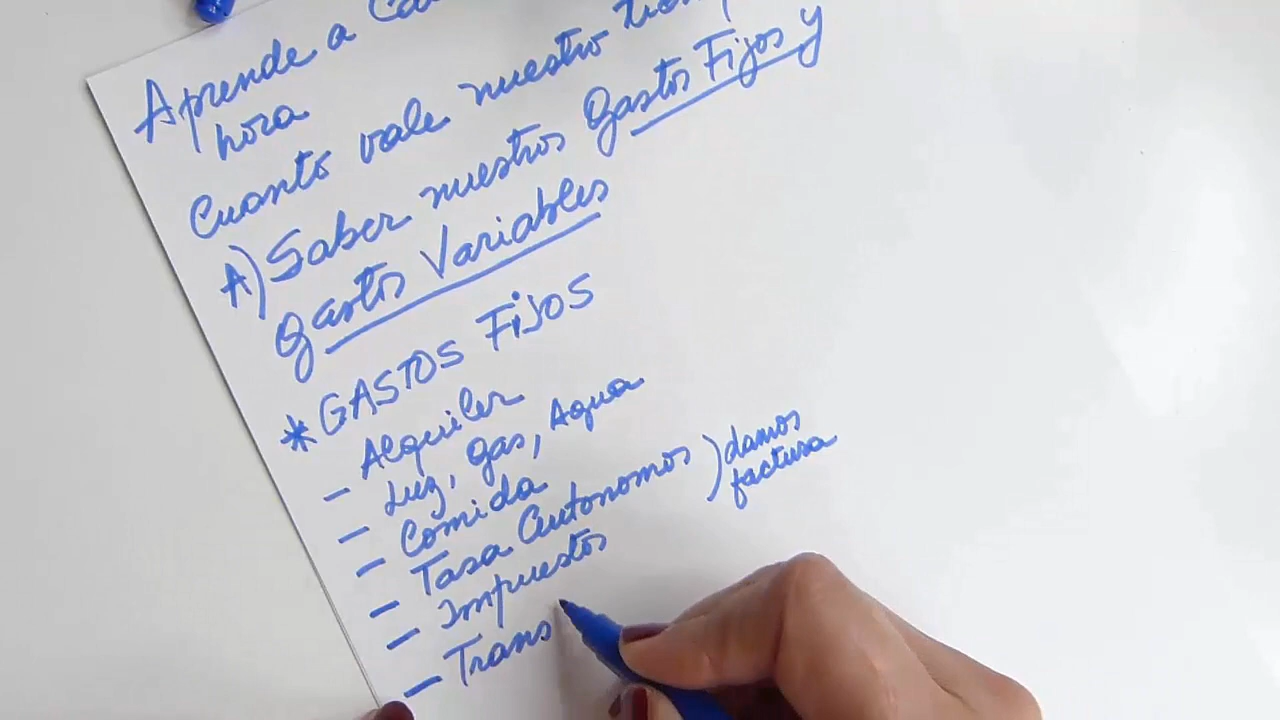 Aprende a
hora
Cuanto vale nuestro
A) Saber nuestros Gastos Fijos y
Gastos Variables
* GASTOS FIJOS
- Alquiler
- Luz, gas, Agua
- Comida
- Tasa Autonomos ) damos
factura
- Impuestos
- Trans